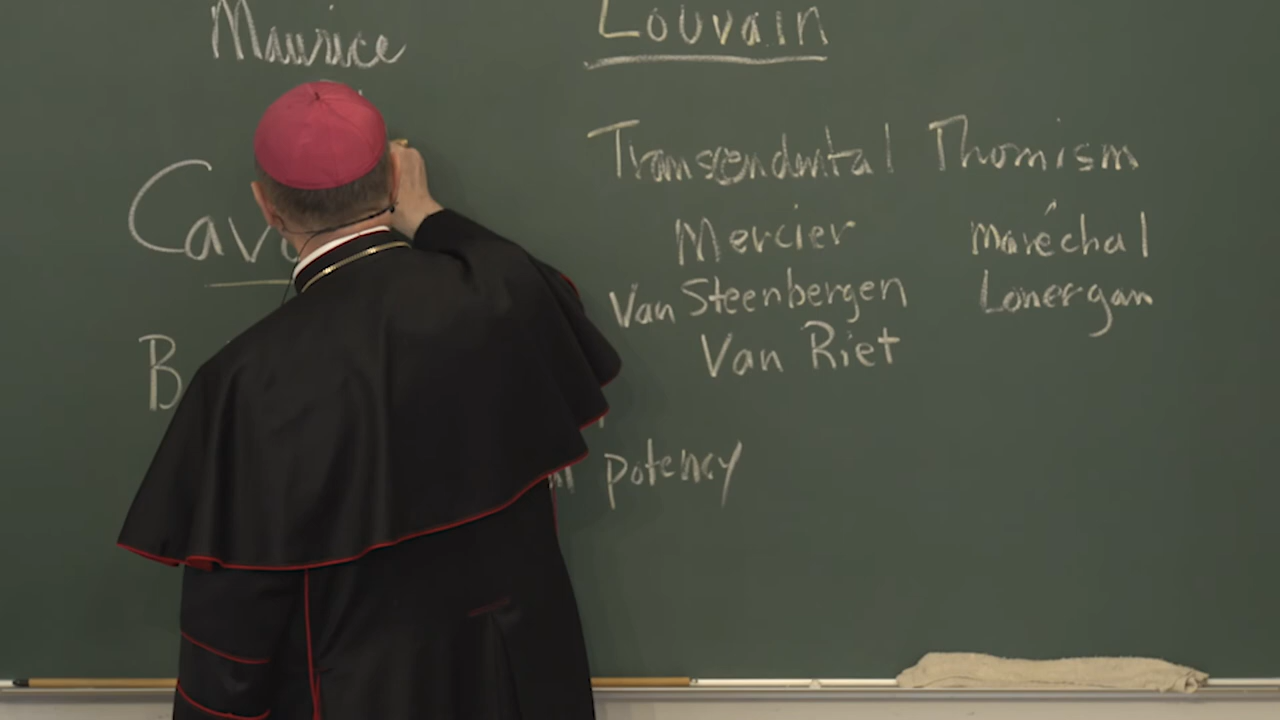 Maurice
Louvain
Transcendental Thomism
Mercier Maréchal
Van Steenbergen Lonergan
Van Riet
B
potency